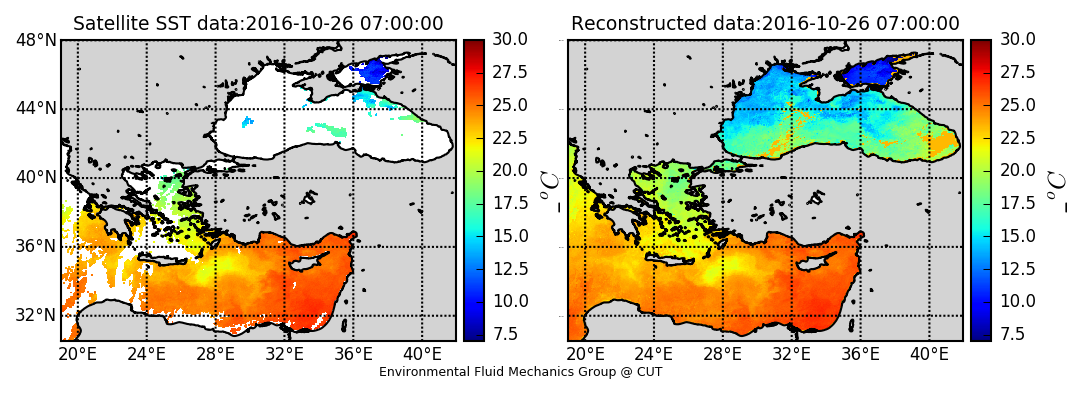 Satellite SST data:2016-10-26 07:00:00
48°N
44°N
40°N
36°N
32°N
20°E 24°E 28°E 32°E 36°E 40°E
30.0
27.5
25.0
22.5
20.0
17.5
15.0
12.5
10.0
7.5
_°C
Reconstructed data:2016-10-26 07:00:00
20°E 24°E 28°E 32°E 36°E 40°E
30.0
27.5
25.0
22.5
20.0
17.5
15.0
12.5
10.0
7.5
_°C
Environmental Fluid Mechanics Group @ CUT